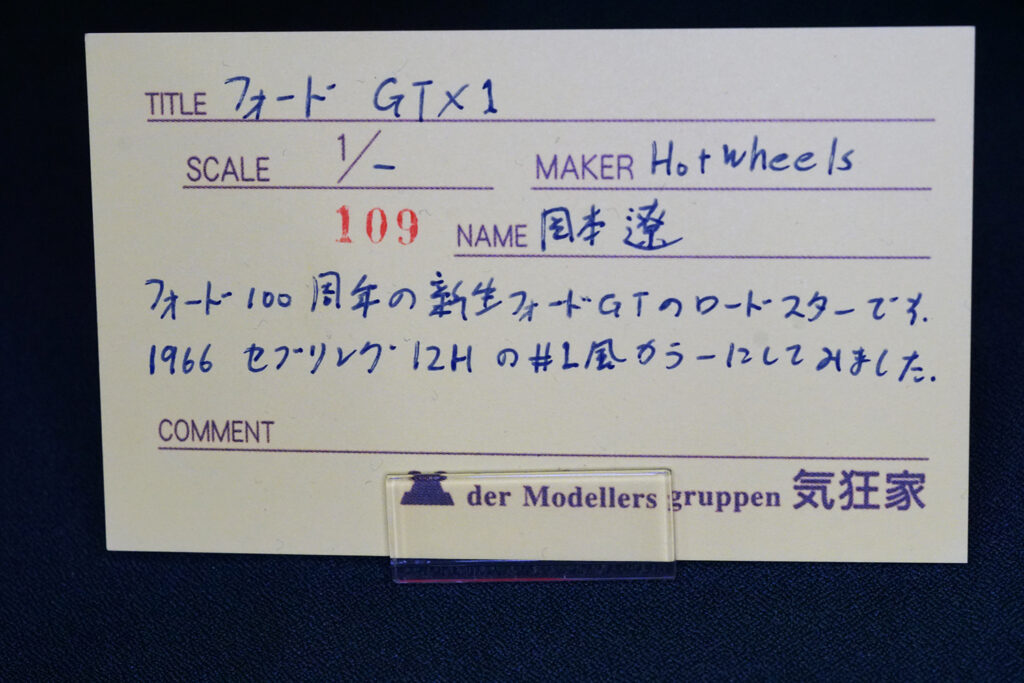 TITLE フォード GTX1
SCALE 1/-
MAKER Hot wheels
109
NAME 岡本 遼
フォード100周年の新生フォードGTのロードスターです.
1966 セブリング12Hの#1風カラーにしてみました.
COMMENT
der Modellers gruppen 気狂家